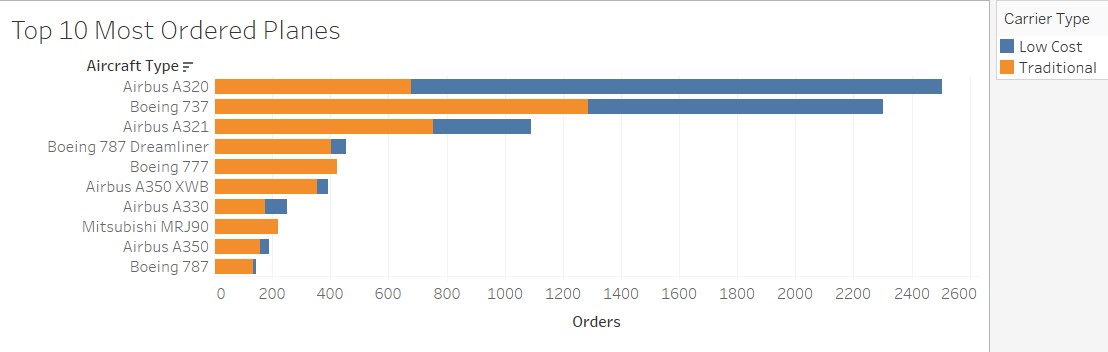 Top 10 Most Ordered Planes
Carrier Type
Low Cost
Traditional
Aircraft Type
Airbus A320
Boeing 737
Airbus A321
Boeing 787 Dreamliner
Boeing 777
Airbus A350 XWB
Airbus A330
Mitsubishi MRJ90
Airbus A350
Boeing 787
0 200 400 600 800 1000 1200 1400 1600 1800 2000 2200 2400 2600
Orders